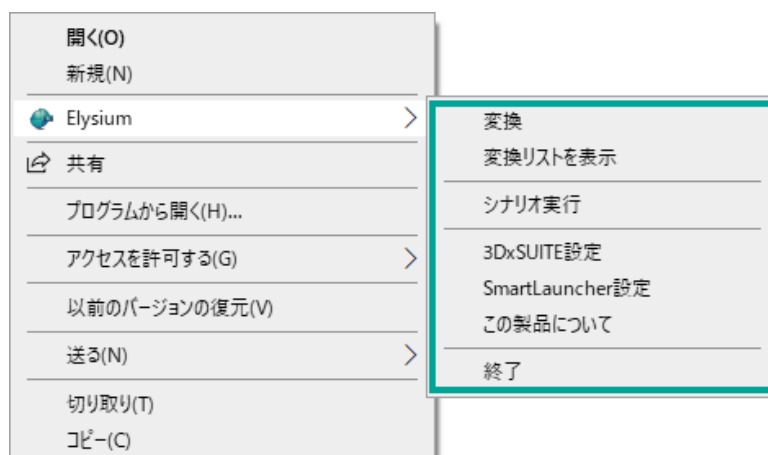 開く(O)
新規(N)
Elysium
共有
プログラムから開く(H)...
アクセスを許可する(G)
以前のバージョンの復元(V)
送る(N)
切り取り(T)
コピー(C)
変換
変換リストを表示
シナリオ実行
3DxSUITE設定
SmartLauncher設定
この製品について
終了